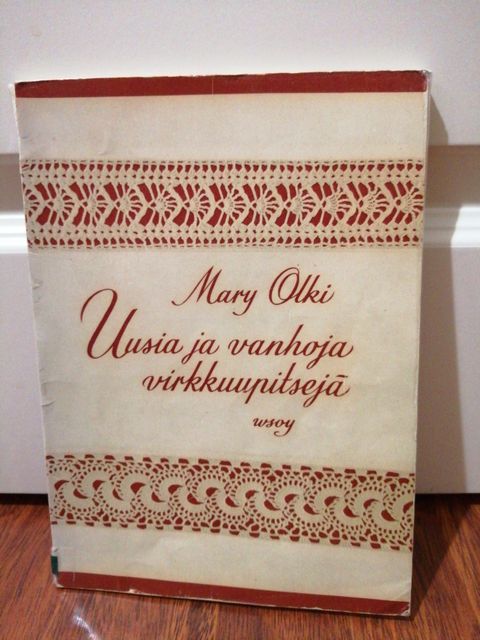 Mary Olki
Uusia ja vanhoja
virkkuupitsejä
wsoy